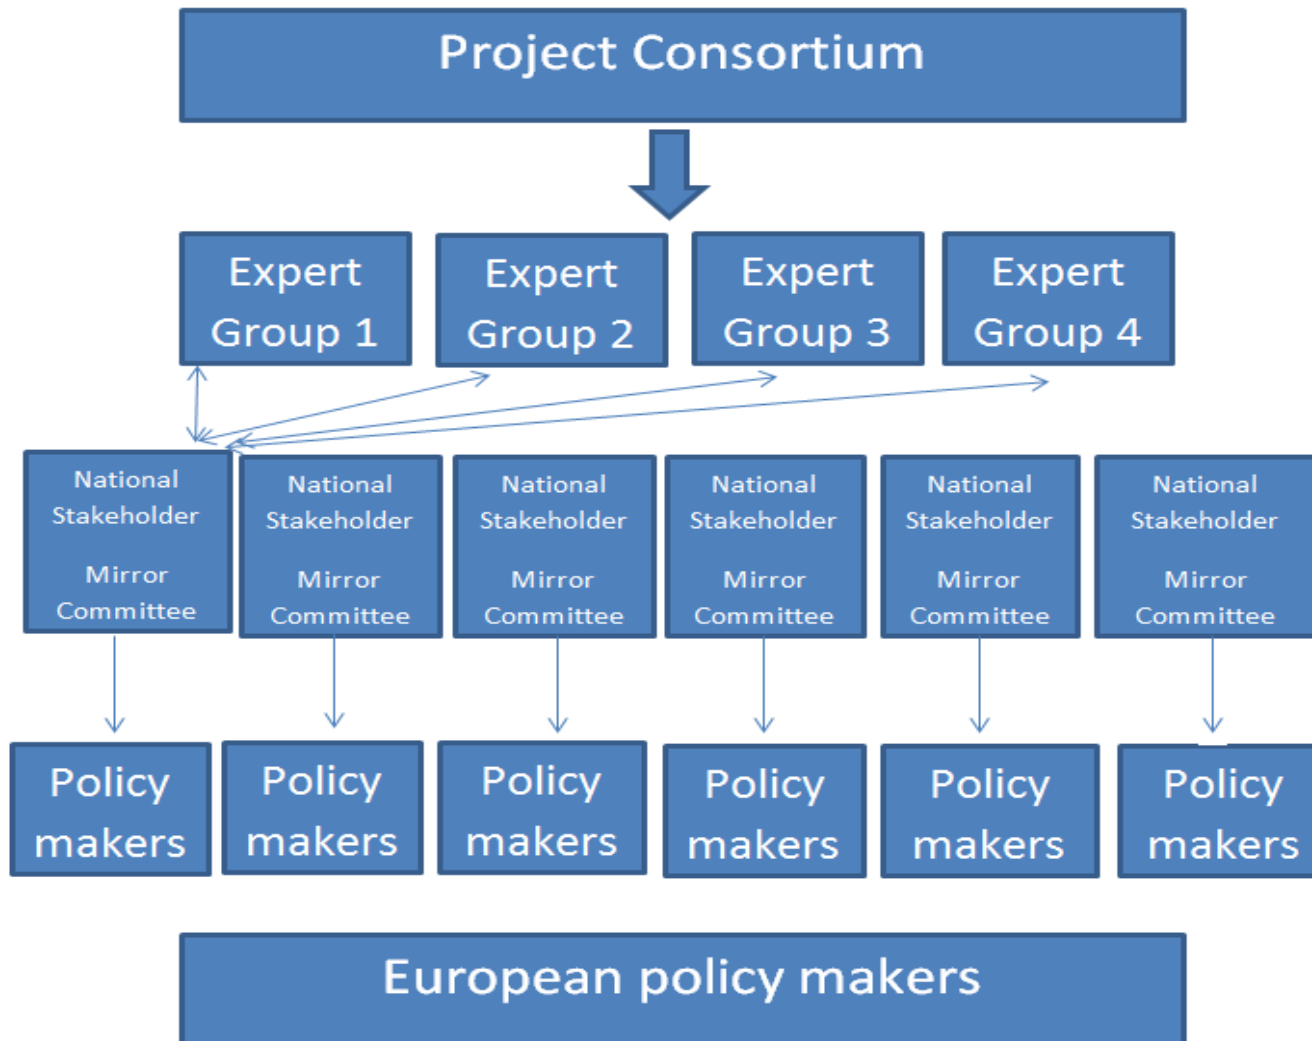 Project Consortium
Expert
Group 1
Expert
Group 2
Expert
Group 3
Expert
Group 4
National
Stakeholder
Mirror
Committee
National
Stakeholder
Mirror
Committee
National
Stakeholder
Mirror
Committee
National
Stakeholder
Mirror
Committee
National
Stakeholder
Mirror
Committee
National
Stakeholder
Mirror
Committee
Policy
makers
Policy
makers
Policy
makers
Policy
makers
Policy
makers
Policy
makers
European policy makers